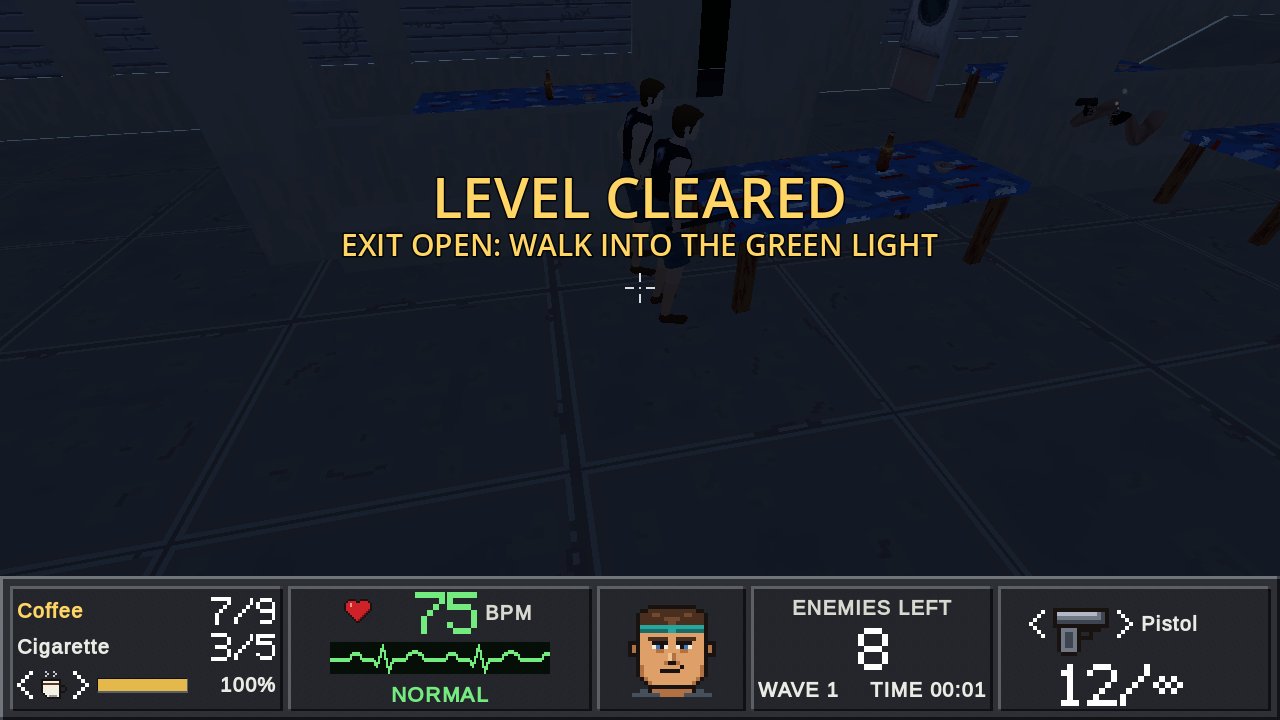 LEVEL CLEARED
EXIT OPEN: WALK INTO THE GREEN LIGHT
Coffee 7/9
Cigarette 3/5
100%
75 BPM
NORMAL
ENEMIES LEFT
8
WAVE 1 TIME 00:01
Pistol
12/∞